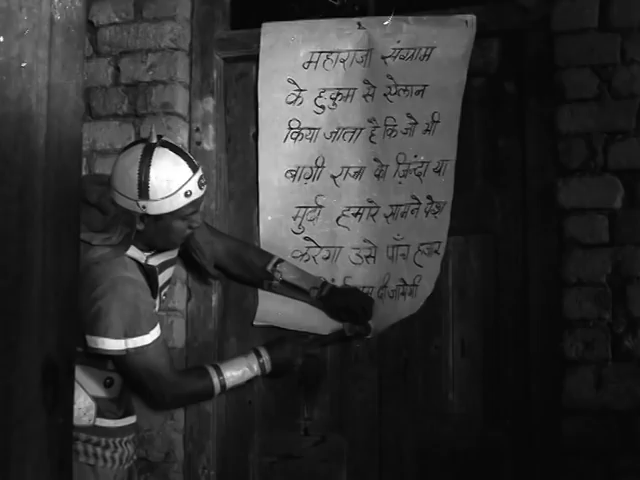 महाराजा संग्राम
के हुकुम से ऐलान
किया जाता है कि जो भी
बाग़ी राजा को ज़िंदा या
मुर्दा हमारे सामने पेश
करेगा उसे पाँच हज़ार
दी जायेगी